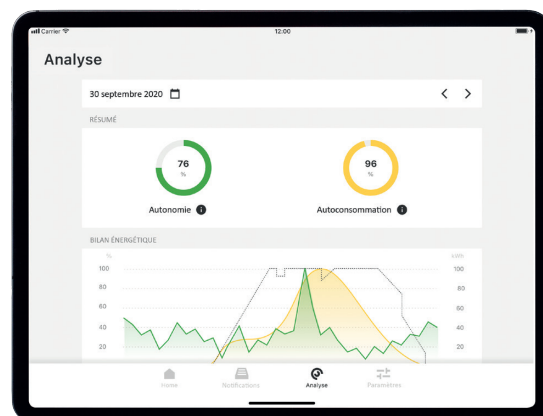 Carrier
12:00
Analyse
30 septembre 2020
RÉSUMÉ
76
%
96
%
Autonomie
Autoconsommation
BILAN ÉNERGÉTIQUE
% kWh
100 100
80 80
60 60
40 40
20 20
Home Notifications Analyse Paramètres